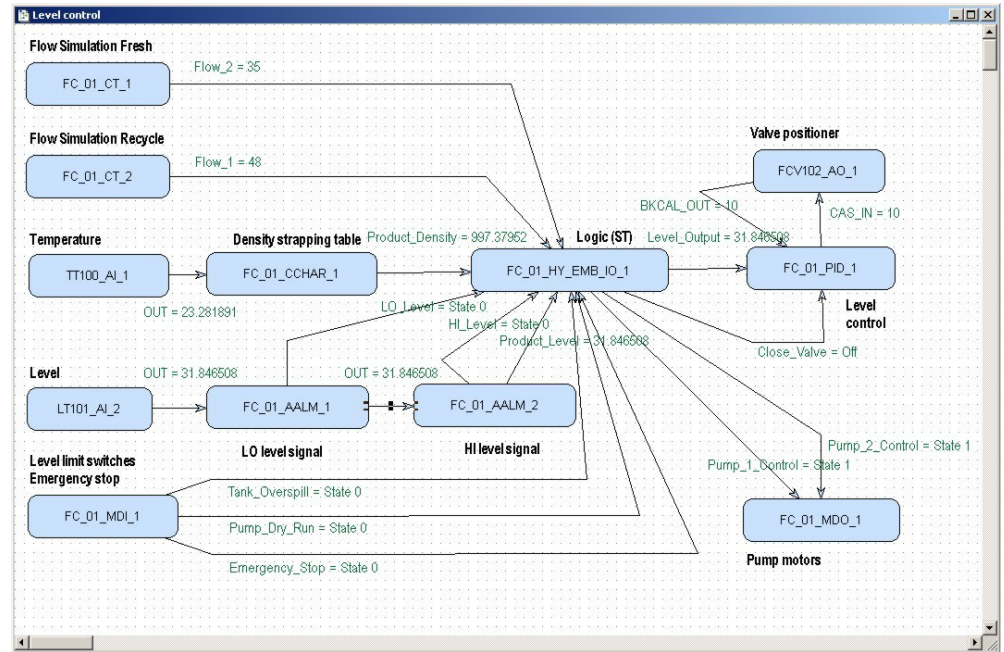 Level control
Flow Simulation Fresh
FC_01_CT_1
Flow_2 = 35
Flow Simulation Recycle
FC_01_CT_2
Flow_1 = 48
Valve positioner
FCV102_AO_1
BKCAL_OUT = 10
CAS_IN = 10
Temperature
TT100_AI_1
OUT = 23.281891
Density strapping table
FC_01_CCHAR_1
Product_Density = 997.37952
Logic (ST)
FC_01_HY_EMB_IO_1
Level_Output = 31.846508
FC_01_PID_1
Level
control
LO_Level = State 0
HI_Level = State 0
Product_Level = 31.846508
Close_Valve = Off
Level
LT101_AI_2
OUT = 31.846508
FC_01_AALM_1
LO level signal
OUT = 31.846508
FC_01_AALM_2
HI level signal
Level limit switches
Emergency stop
FC_01_MDI_1
Tank_Overspill = State 0
Pump_Dry_Run = State 0
Emergency_Stop = State 0
Pump_2_Control = State 1
Pump_1_Control = State 1
FC_01_MDO_1
Pump motors